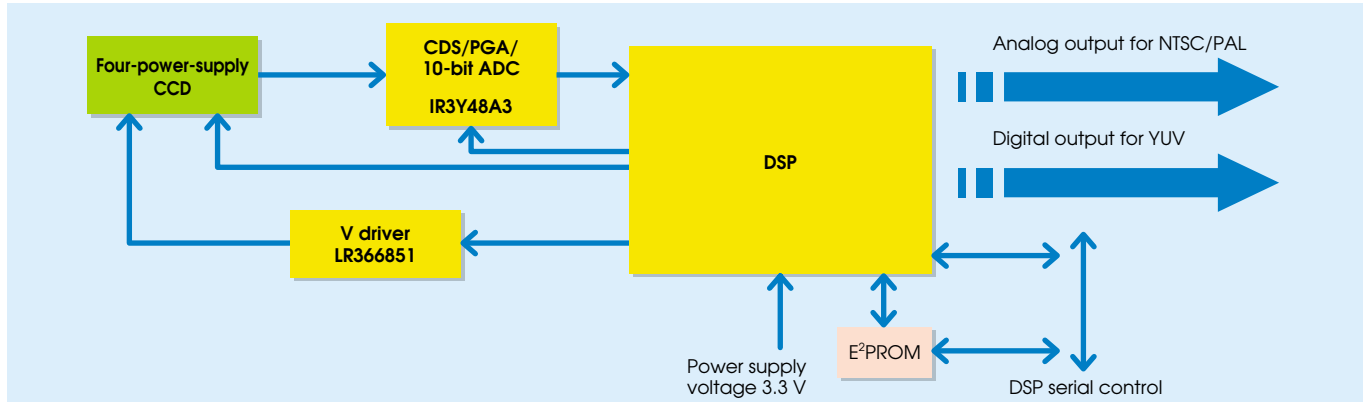 Four-power-supply
CCD
CDS/PGA/
10-bit ADC
IR3Y48A3
DSP
V driver
LR366851
Analog output for NTSC/PAL
Digital output for YUV
Power supply
voltage 3.3 V
E²PROM
DSP serial control